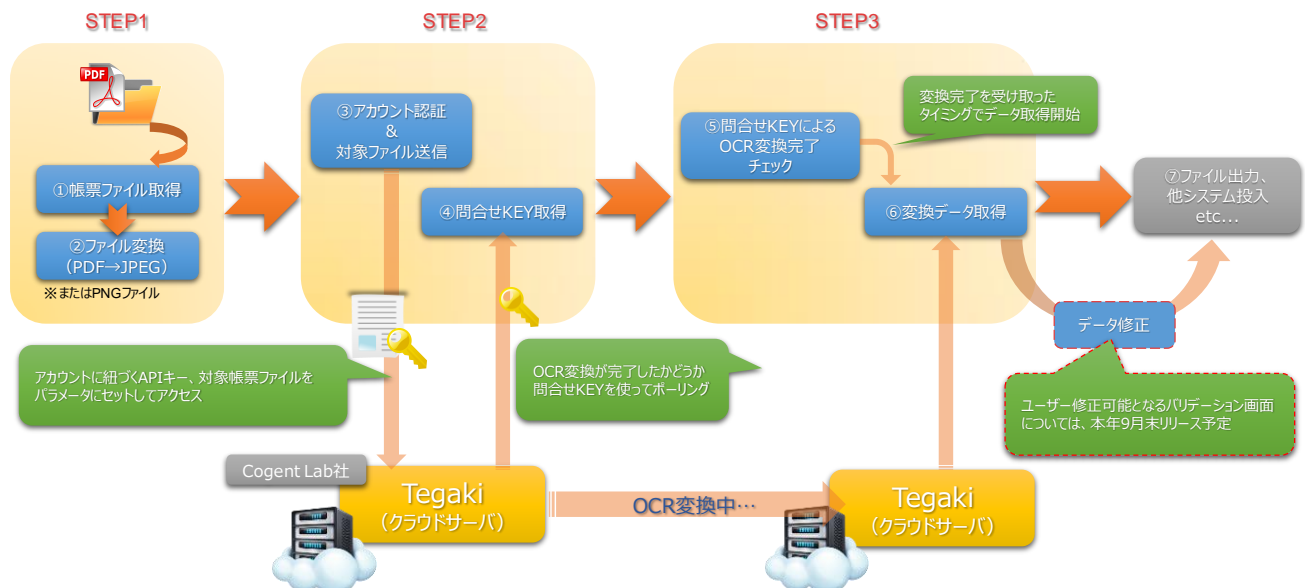 STEP1
PDF
①帳票ファイル取得
②ファイル変換
(PDF→JPEG)
※またはPNGファイル
STEP2
③アカウント認証
&
対象ファイル送信
④問合せKEY取得
STEP3
⑤問合せKEYによる
OCR変換完了
チェック
変換完了を受け取った
タイミングでデータ取得開始
⑥変換データ取得
⑦ファイル出力、
他システム投入
etc...
データ修正
アカウントに紐づくAPIキー、対象帳票ファイルを
パラメータにセットしてアクセス
OCR変換が完了したかどうか
問合せKEYを使ってポーリング
ユーザー修正可能となるバリデーション画面
については、本年9月末リリース予定
Cogent Lab社
Tegaki
（クラウドサーバ）
OCR変換中…
Tegaki
（クラウドサーバ）